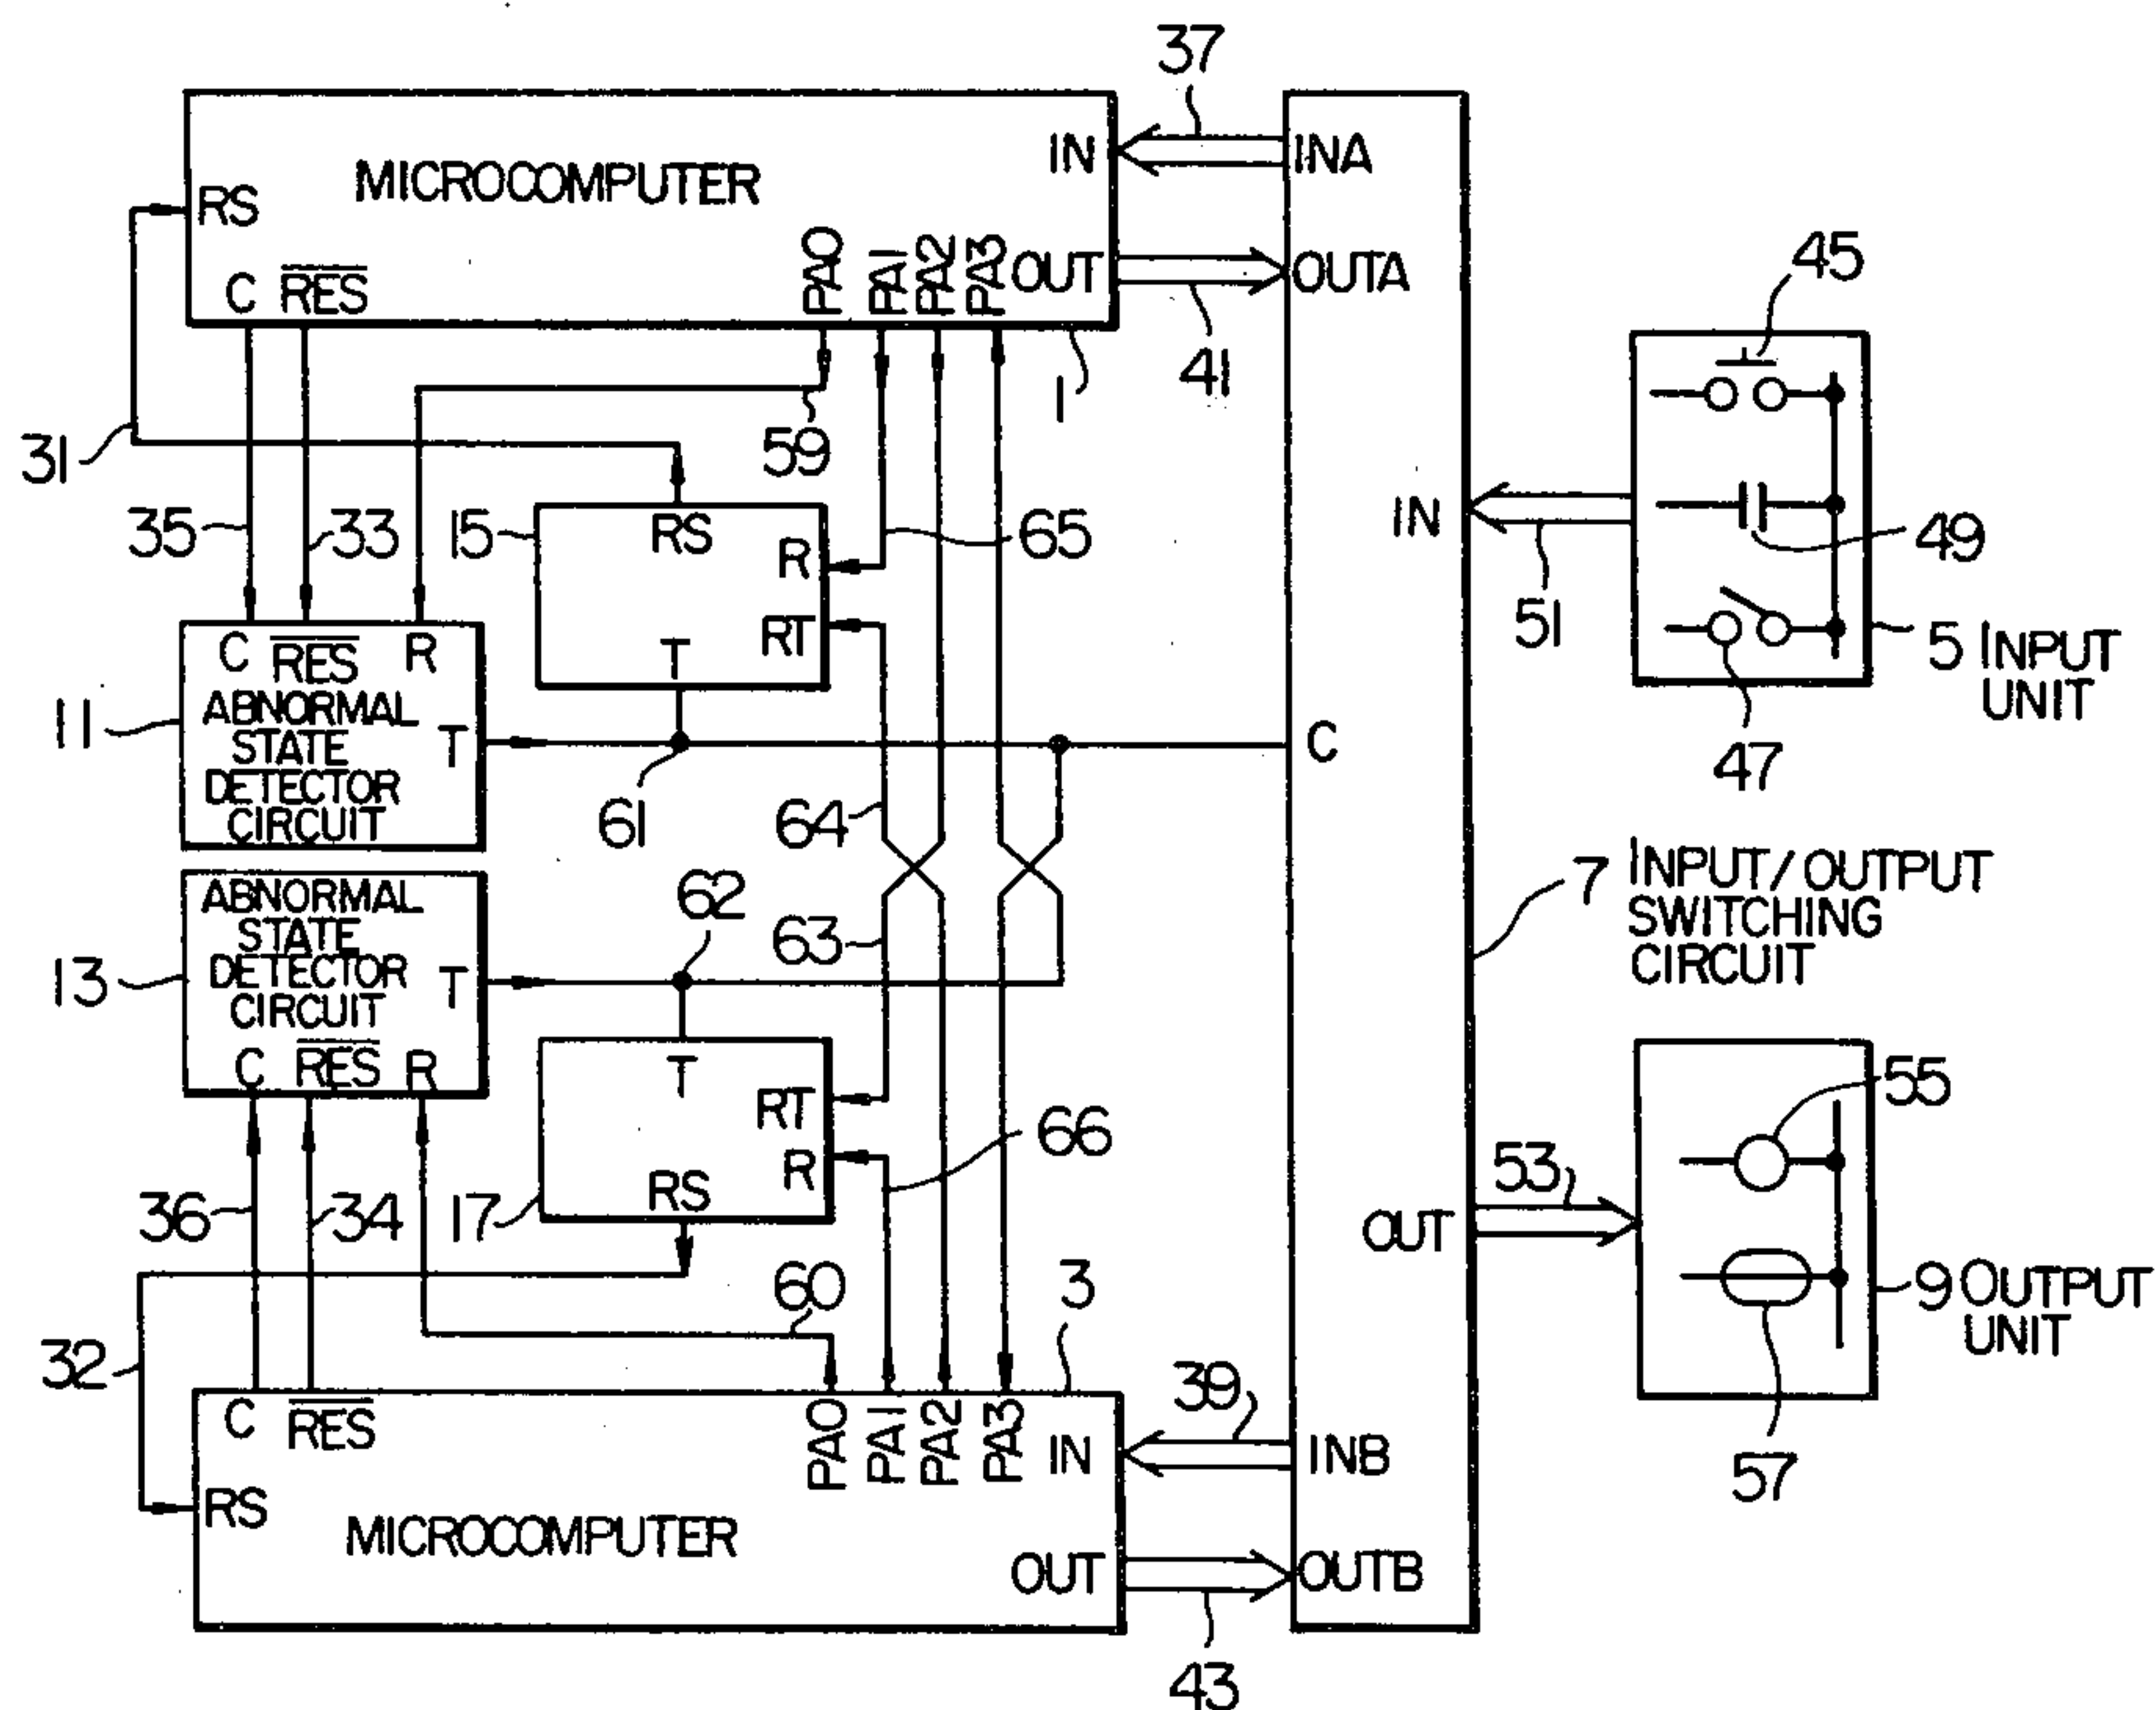 37
MICROCOMPUTER
IN
INA
RS
C
RES
PA0
PA1
PA2
PA3
OUT
OUTA
45
41
1
31
59
35
33
15
RS
R
65
IN
49
RT
51
T
5 INPUT
UNIT
C
RES
R
11
ABNORMAL
STATE
DETECTOR
CIRCUIT
T
C
47
61
64
7
INPUT/OUTPUT
SWITCHING
CIRCUIT
ABNORMAL
STATE
DETECTOR
CIRCUIT
62
63
13
T
C
RES
R
T
RT
66
55
R
36
34
17
RS
53
OUT
60
3
9 OUTPUT
UNIT
32
39
C
RES
PA0
PA1
PA2
PA3
IN
INB
57
RS
MICROCOMPUTER
OUT
OUTB
43